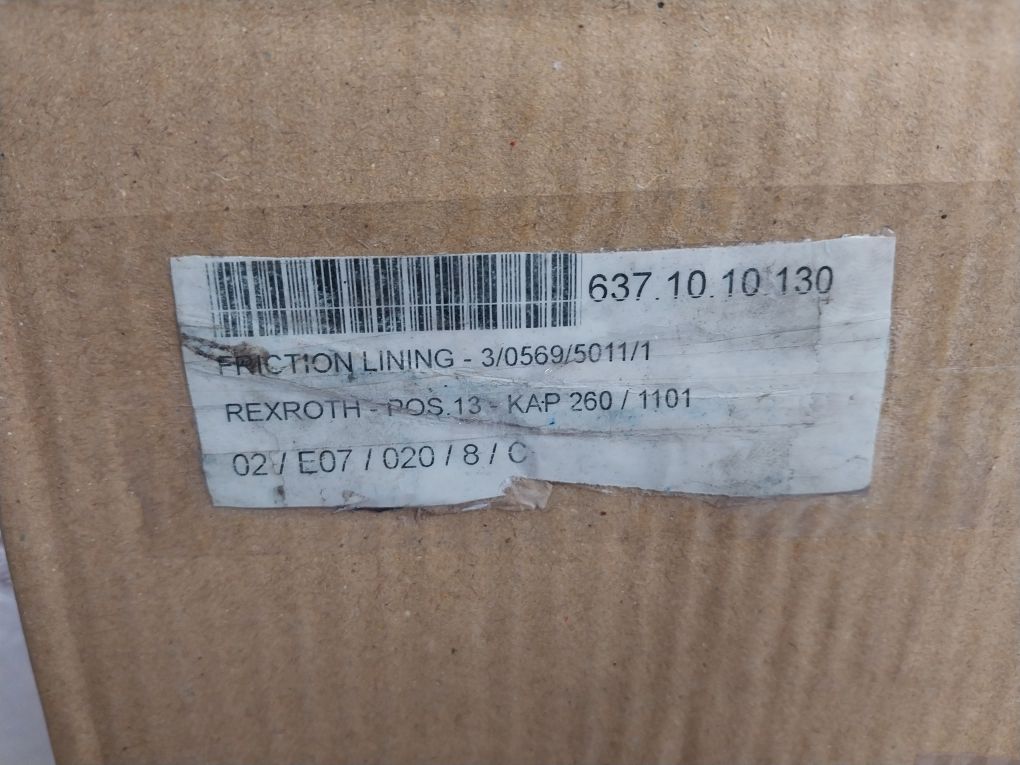 637.10.10.130
FRICTION LINING - 3/0569/5011/1
REXROTH - POS.13 - KAP 260 / 1101
02 / E07 / 020 / 8 / C